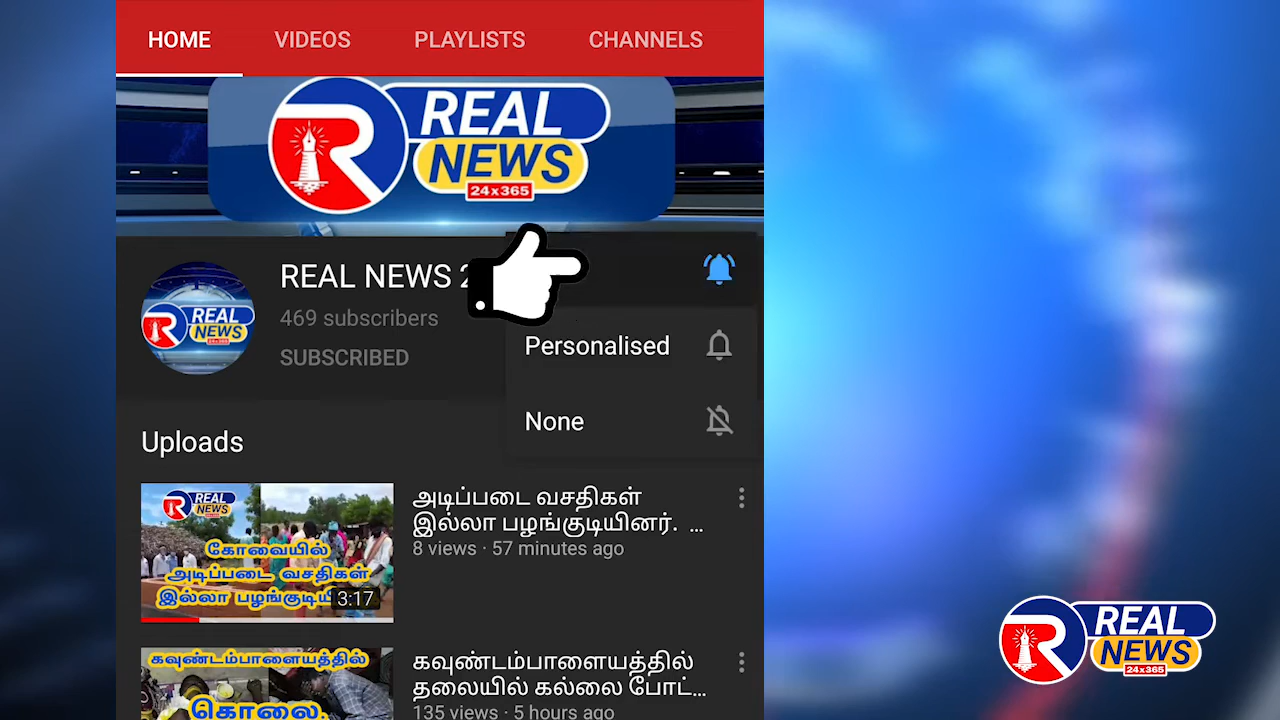 HOME VIDEOS PLAYLISTS CHANNELS
REAL
NEWS
24x365
REAL NEWS
469 subscribers
SUBSCRIBED
Personalised
None
Uploads
REAL
NEWS
கோவையில்
அடிப்படை வசதிகள்
இல்லா
3:17
அடிப்படை வசதிகள்
இல்லா பழங்குடியினர். ...
8 views · 57 minutes ago
கவுண்டம்பாளையத்தில்
கொலை.
கவுண்டம்பாளையத்தில்
தலையில் கல்லை போட்...
135 views · 5 hours ago
REAL
NEWS
24x365